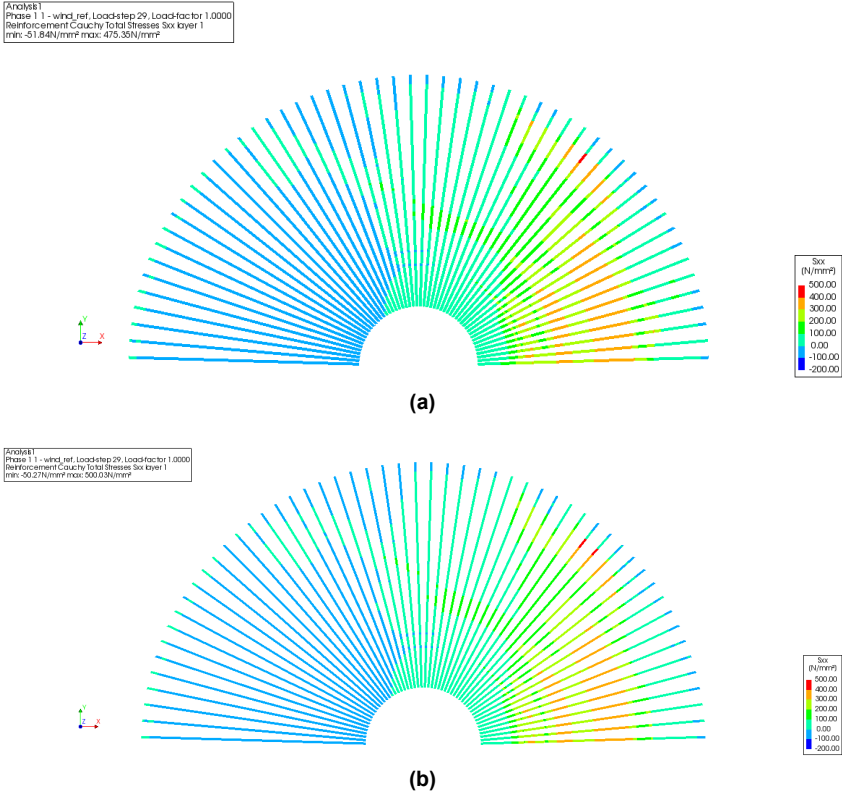 Analysis1
Phase 1 1 - wind_ref, Load-step 29, Load-factor 1.0000
Reinforcement Cauchy Total Stresses Sxx layer 1
min: -51.84N/mm² max: 475.35N/mm²
Sxx
(N/mm²)
500.00
400.00
300.00
200.00
100.00
0.00
-100.00
-200.00
Y
Z X
(a)
Analysis1
Phase 1 1 - wind_ref, Load-step 29, Load-factor 1.0000
Reinforcement Cauchy Total Stresses Sxx layer 1
min: -50.27N/mm² max: 500.03N/mm²
Sxx
(N/mm²)
500.00
400.00
300.00
200.00
100.00
0.00
-100.00
-200.00
Y
Z X
(b)